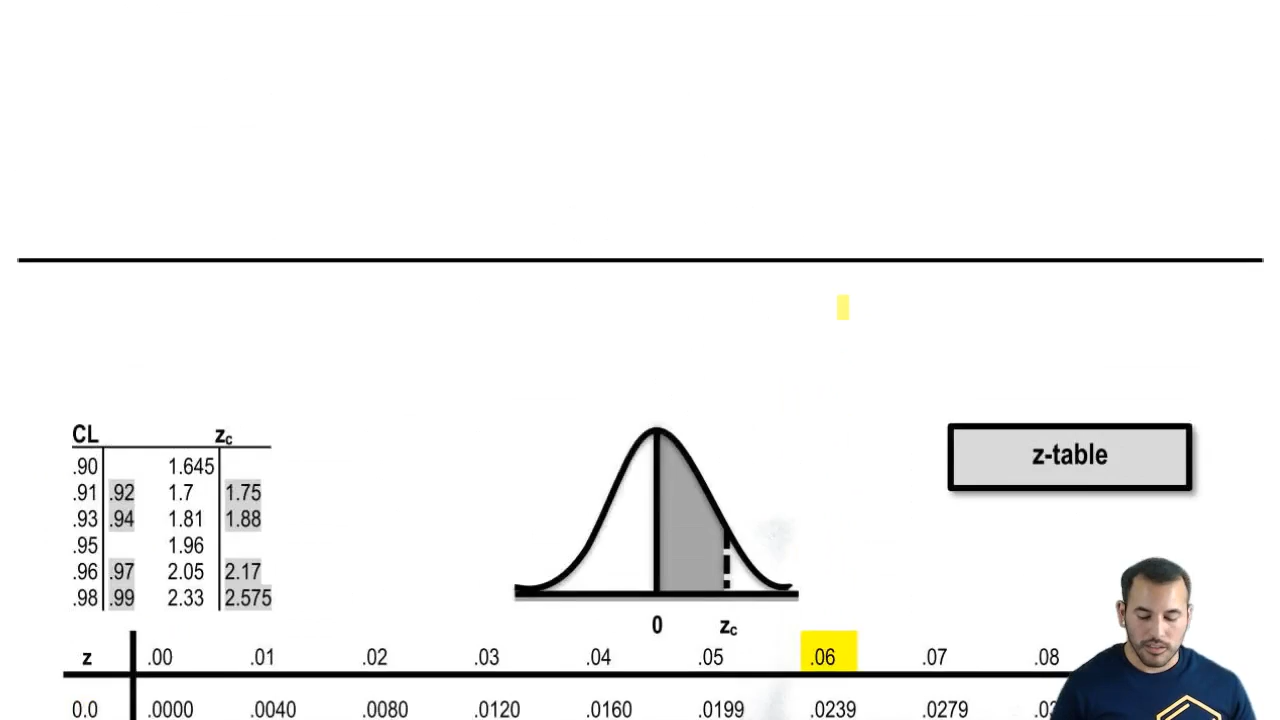 CL zc
.90 1.645
.91 .92 1.7 1.75
.93 .94 1.81 1.88
.95 1.96
.96 .97 2.05 2.17
.98 .99 2.33 2.575
z-table
0 zc
z .00 .01 .02 .03 .04 .05 .06 .07 .08
0.0 .0000 .0040 .0080 .0120 .0160 .0199 .0239 .0279